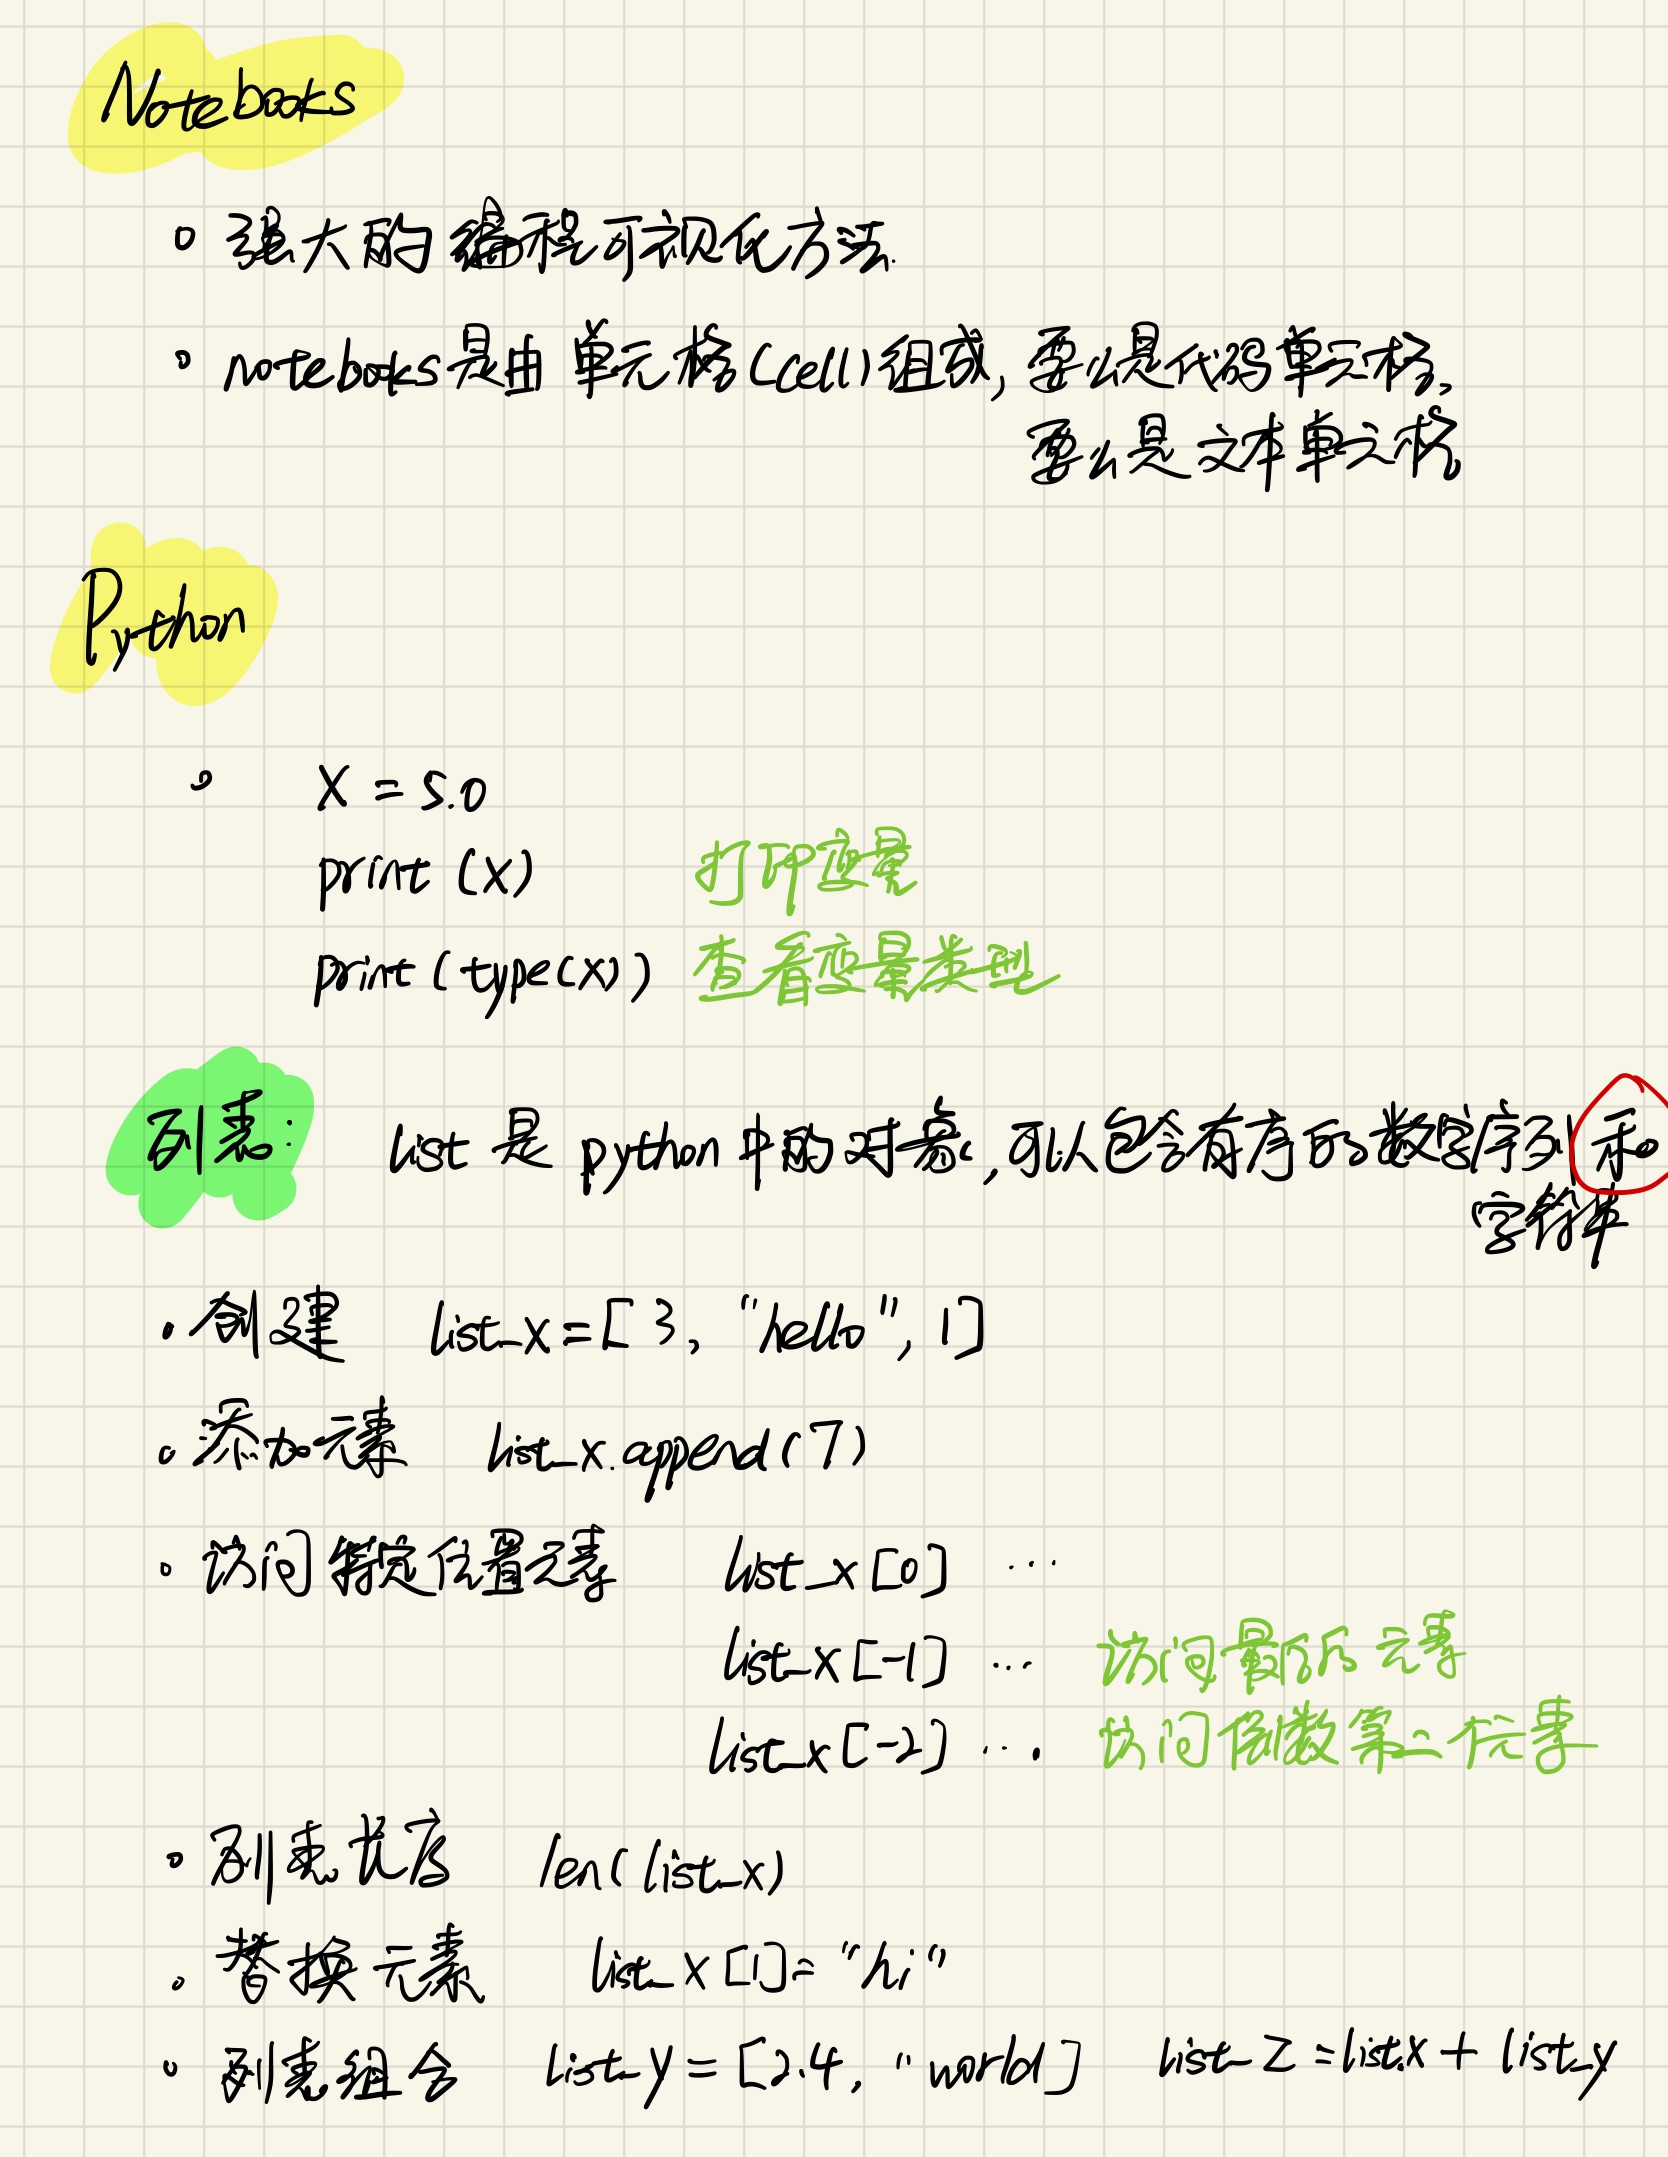 Notebooks
强大的编程可视化方法.
notebooks是由单元格(cell)组成,要么是代码单元格,
要么是文本单元格
Python
X = 5.0
print (x) 打印变量
print (type(x)) 查看变量类型
列表: list 是 python 中的对象,可以包含有序的数字序列和
字符串
创建 list_x=[3, "hello", 1]
添加元素 list_x.append(7)
访问特定位置元素 list_x[0] ...
list_x[-1] ... 访问最后的元素
list_x[-2] .... 访问倒数第二个元素
列表长度 len(list_x)
替换元素 list_x[1]="hi"
列表组合 list_y = [2.4, "world] list_z = list_x + list_y